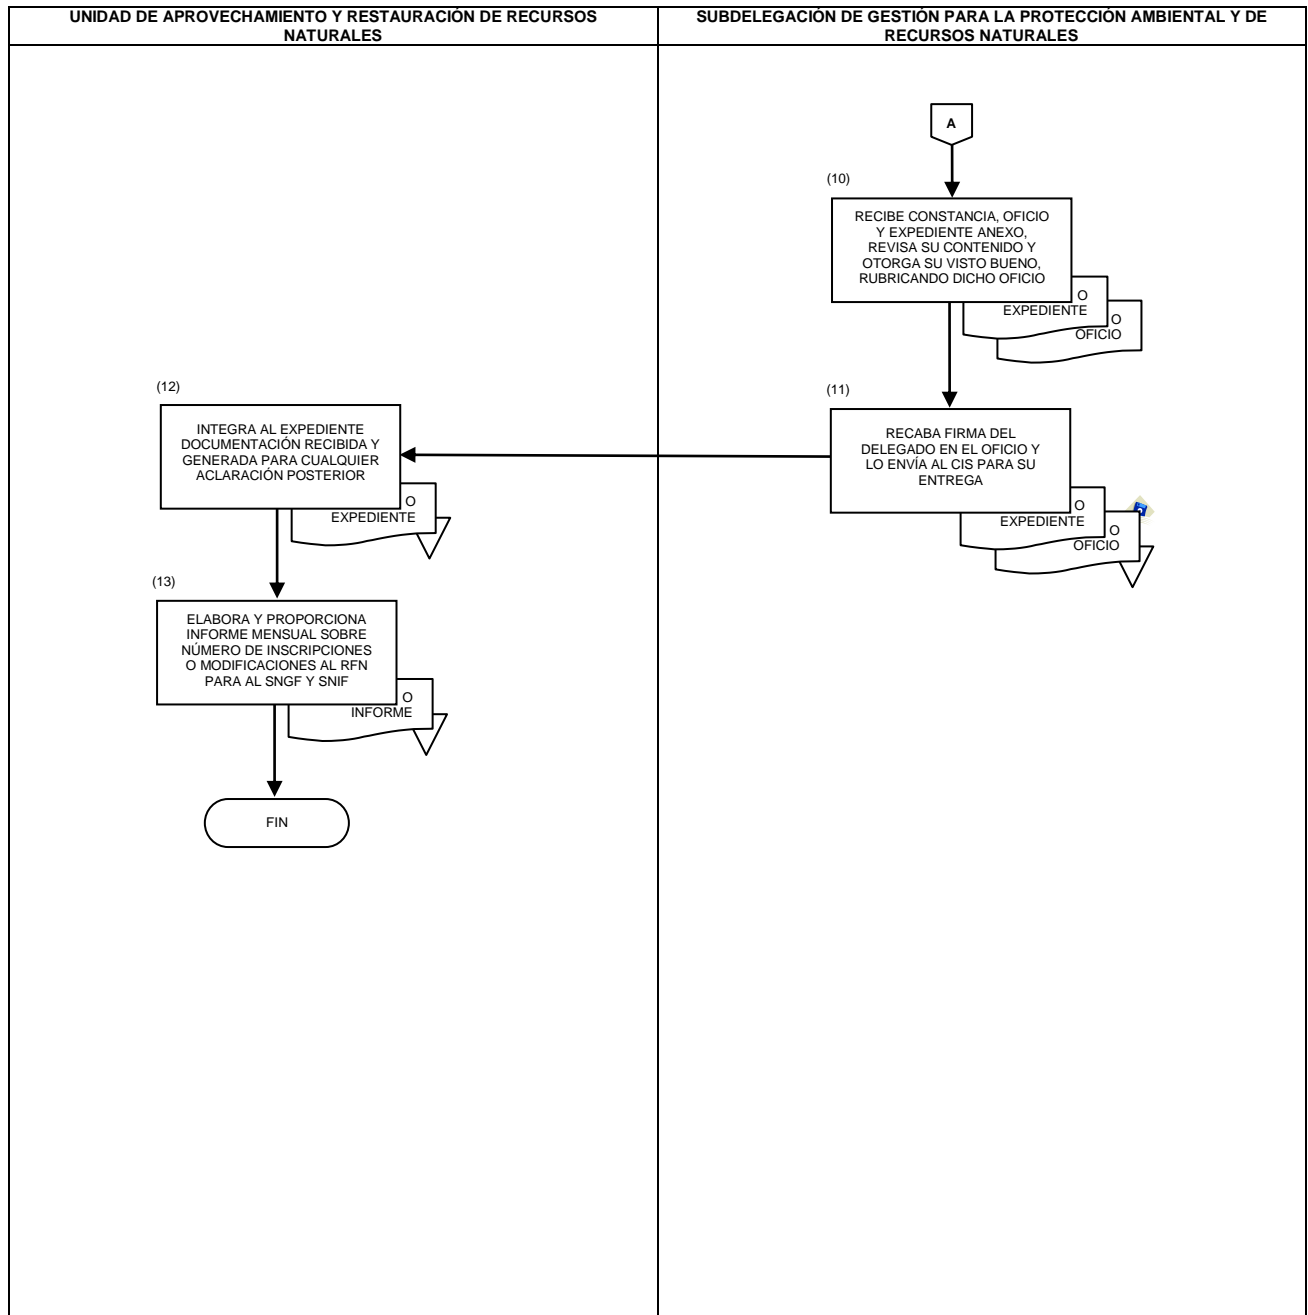 UNIDAD DE APROVECHAMIENTO Y RESTAURACIÓN DE RECURSOS
NATURALES
SUBDELEGACIÓN DE GESTIÓN PARA LA PROTECCIÓN AMBIENTAL Y DE
RECURSOS NATURALES
A
(10)
RECIBE CONSTANCIA, OFICIO
Y EXPEDIENTE ANEXO,
REVISA SU CONTENIDO Y
OTORGA SU VISTO BUENO,
RUBRICANDO DICHO OFICIO
O
EXPEDIENTE
O
OFICIO
(11)
RECABA FIRMA DEL
DELEGADO EN EL OFICIO Y
LO ENVÍA AL CIS PARA SU
ENTREGA
O
EXPEDIENTE
O
OFICIO
(12)
INTEGRA AL EXPEDIENTE
DOCUMENTACIÓN RECIBIDA Y
GENERADA PARA CUALQUIER
ACLARACIÓN POSTERIOR
O
EXPEDIENTE
(13)
ELABORA Y PROPORCIONA
INFORME MENSUAL SOBRE
NÚMERO DE INSCRIPCIONES
O MODIFICACIONES AL RFN
PARA AL SNGF Y SNIF
O
INFORME
FIN